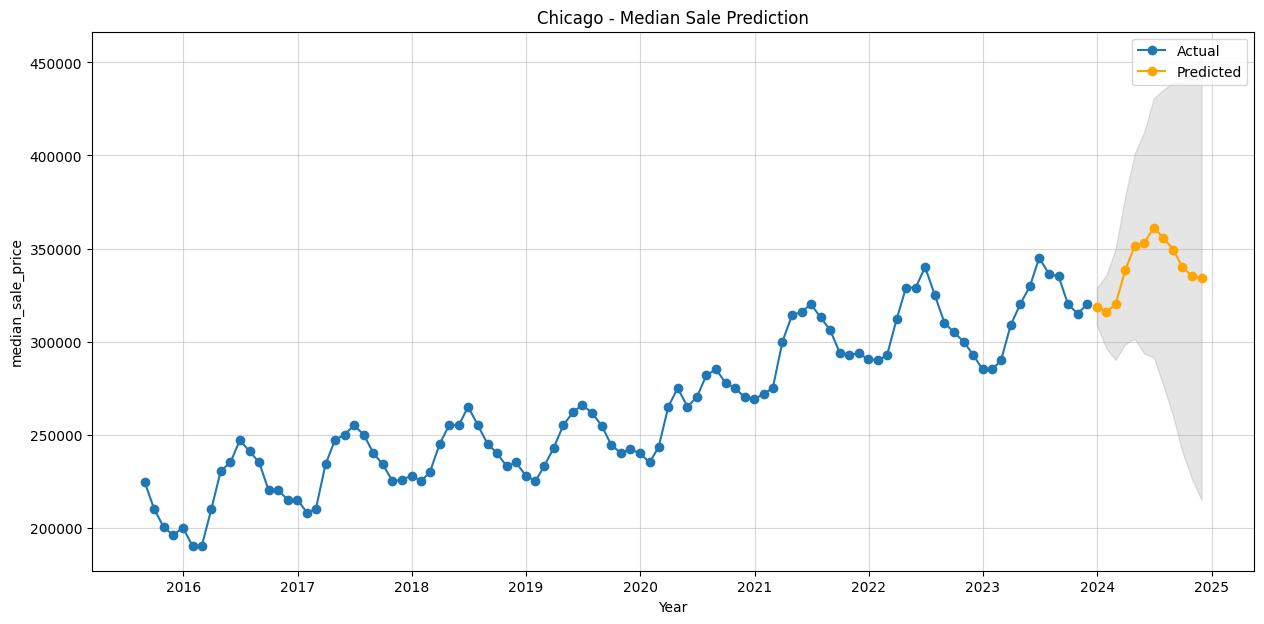 Chicago - Median Sale Prediction
Actual
Predicted
450000
400000
350000
300000
250000
200000
median_sale_price
2016 2017 2018 2019 2020 2021 2022 2023 2024 2025
Year